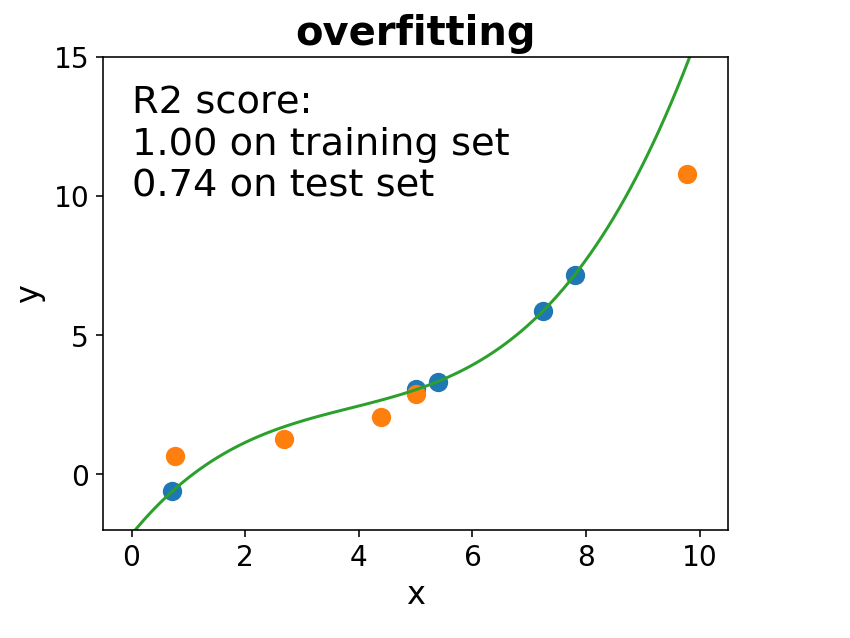 overfitting
R2 score:
1.00 on training set
0.74 on test set
15
10
5
0
y
0 2 4 6 8 10
x